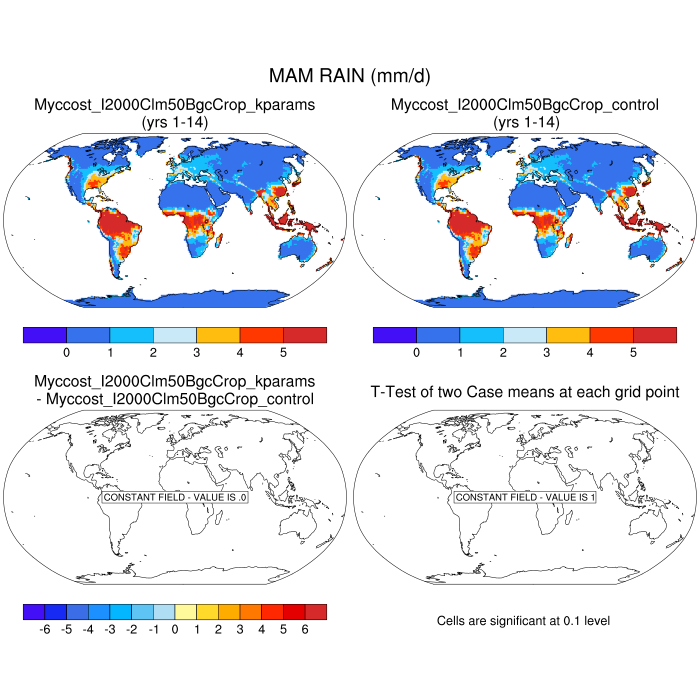 MAM RAIN (mm/d)
Myccost_I2000Clm50BgcCrop_kparams
(yrs 1-14)
Myccost_I2000Clm50BgcCrop_control
(yrs 1-14)
0 1 2 3 4 5
0 1 2 3 4 5
Myccost_I2000Clm50BgcCrop_kparams
- Myccost_I2000Clm50BgcCrop_control
T-Test of two Case means at each grid point
CONSTANT FIELD - VALUE IS .0
CONSTANT FIELD - VALUE IS 1
-6 -5 -4 -3 -2 -1 0 1 2 3 4 5 6
Cells are significant at 0.1 level